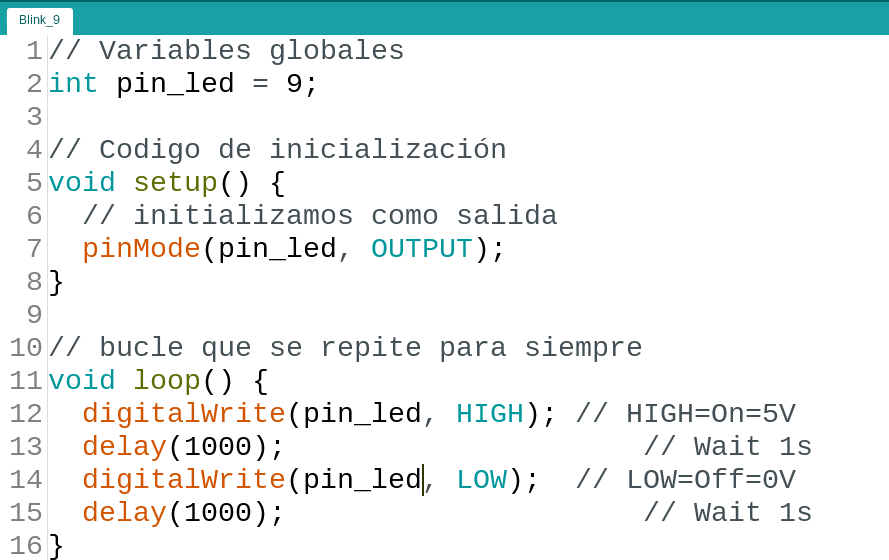 Blink_9
1 // Variables globales
2 int pin_led = 9;
3
4 // Codigo de inicialización
5 void setup() {
6   // initializamos como salida
7   pinMode(pin_led, OUTPUT);
8 }
9
10 // bucle que se repite para siempre
11 void loop() {
12   digitalWrite(pin_led, HIGH); // HIGH=On=5V
13   delay(1000);                     // Wait 1s
14   digitalWrite(pin_led, LOW);  // LOW=Off=0V
15   delay(1000);                     // Wait 1s
16 }